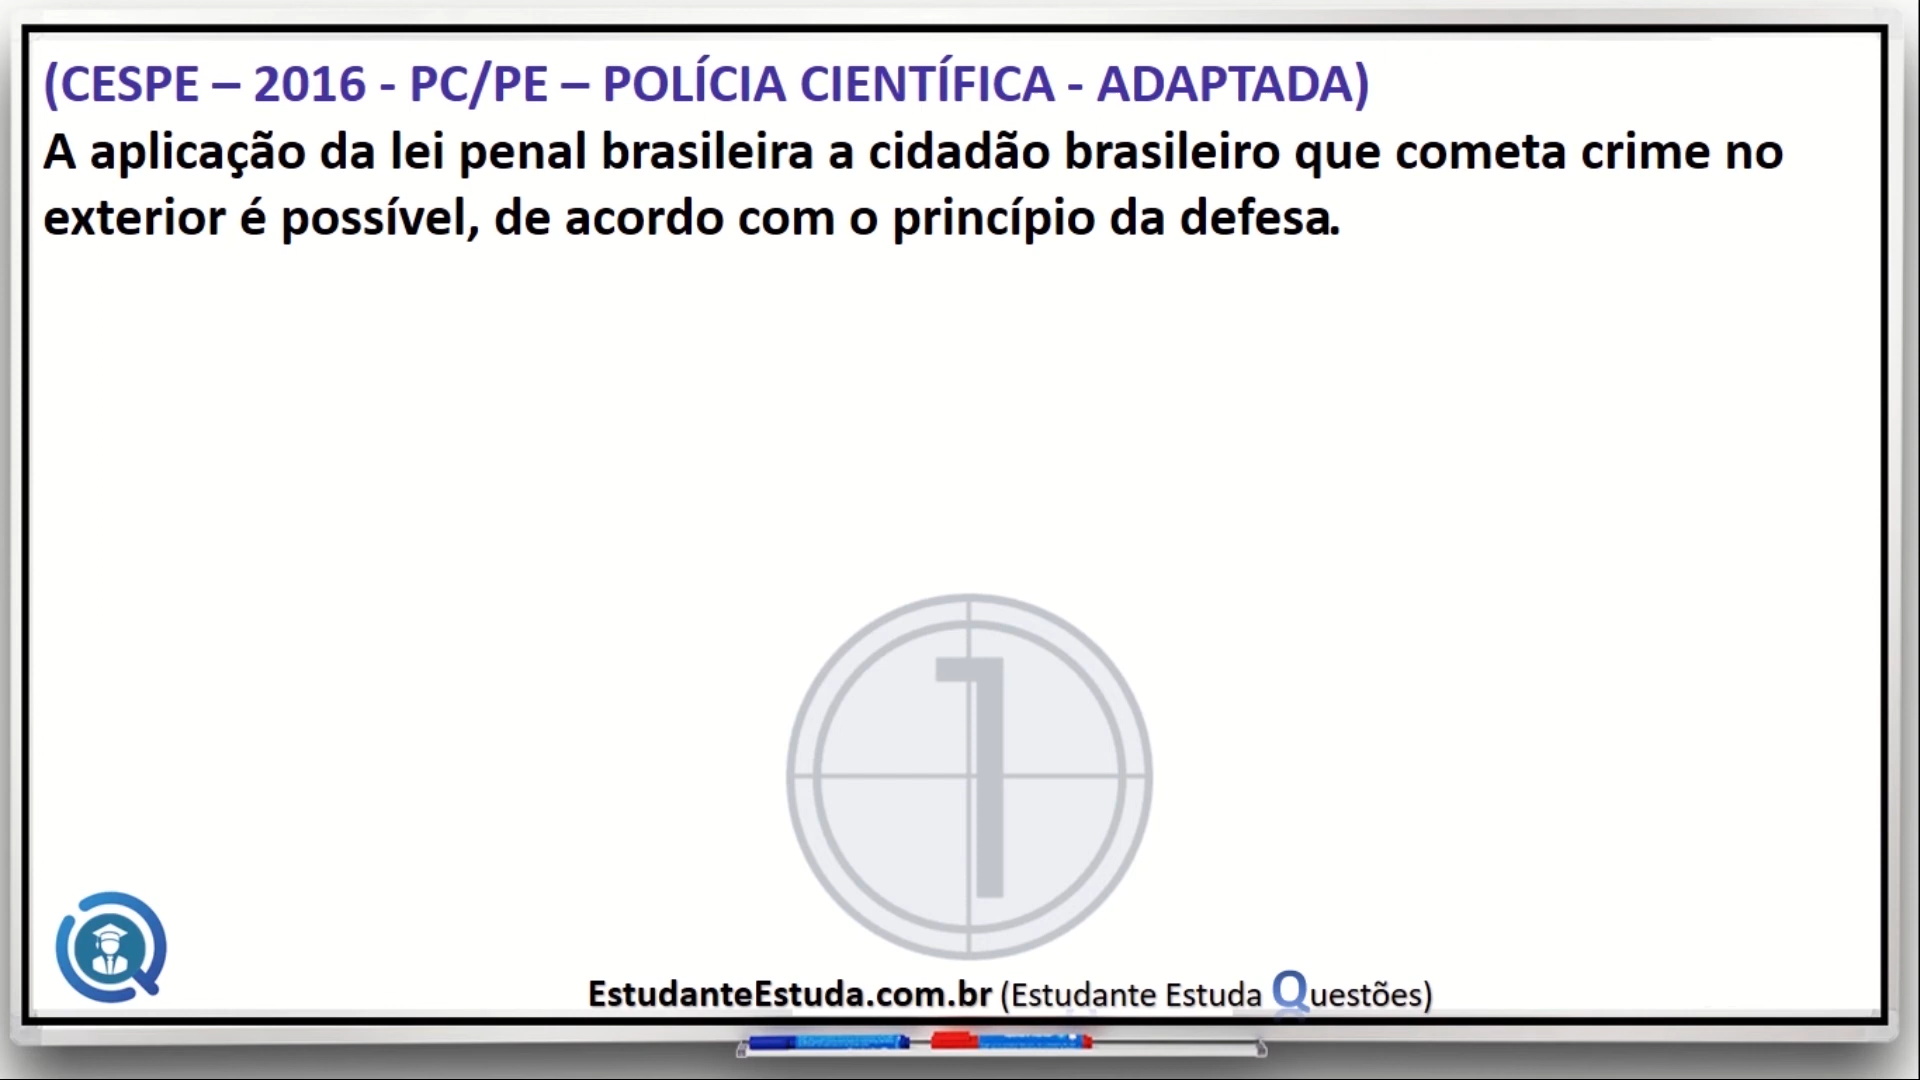 (CESPE – 2016 - PC/PE – POLÍCIA CIENTÍFICA - ADAPTADA)
A aplicação da lei penal brasileira a cidadão brasileiro que cometa crime no
exterior é possível, de acordo com o princípio da defesa.
1
EstudanteEstuda.com.br (Estudante Estuda Questões)